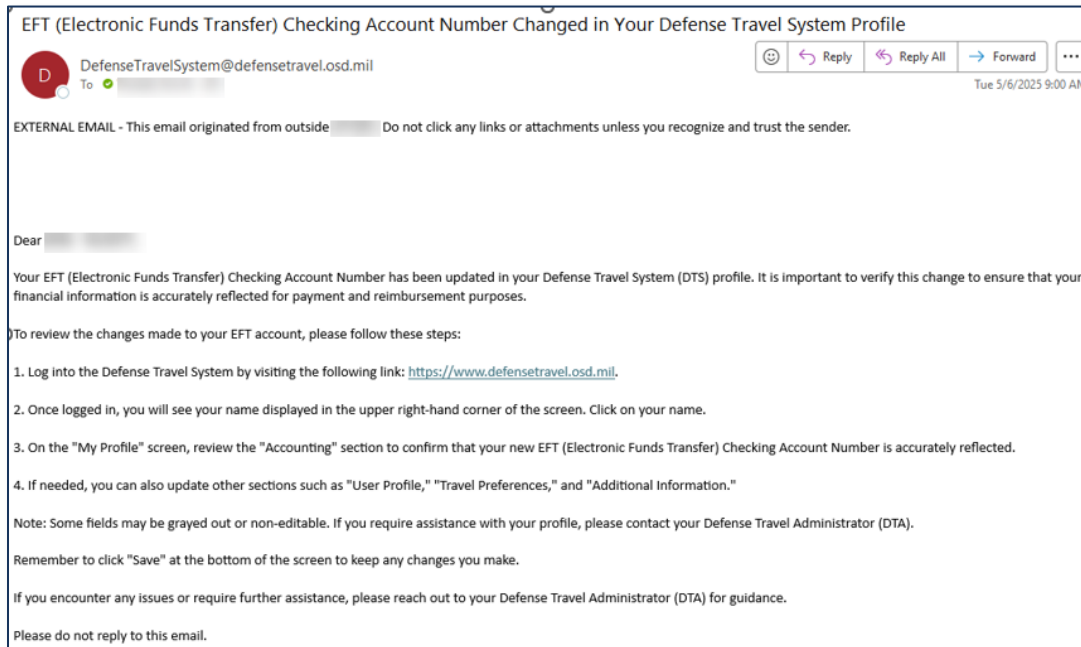 EFT (Electronic Funds Transfer) Checking Account Number Changed in Your Defense Travel System Profile
D
DefenseTravelSystem@defensetravel.osd.mil
To
Reply
Reply All
Forward
Tue 5/6/2025 9:00 AM
EXTERNAL EMAIL - This email originated from outside Do not click any links or attachments unless you recognize and trust the sender.
Dear
Your EFT (Electronic Funds Transfer) Checking Account Number has been updated in your Defense Travel System (DTS) profile. It is important to verify this change to ensure that your
financial information is accurately reflected for payment and reimbursement purposes.
To review the changes made to your EFT account, please follow these steps:
1. Log into the Defense Travel System by visiting the following link: https://www.defensetravel.osd.mil.
2. Once logged in, you will see your name displayed in the upper right-hand corner of the screen. Click on your name.
3. On the "My Profile" screen, review the "Accounting" section to confirm that your new EFT (Electronic Funds Transfer) Checking Account Number is accurately reflected.
4. If needed, you can also update other sections such as "User Profile," "Travel Preferences," and "Additional Information."
Note: Some fields may be grayed out or non-editable. If you require assistance with your profile, please contact your Defense Travel Administrator (DTA).
Remember to click "Save" at the bottom of the screen to keep any changes you make.
If you encounter any issues or require further assistance, please reach out to your Defense Travel Administrator (DTA) for guidance.
Please do not reply to this email.